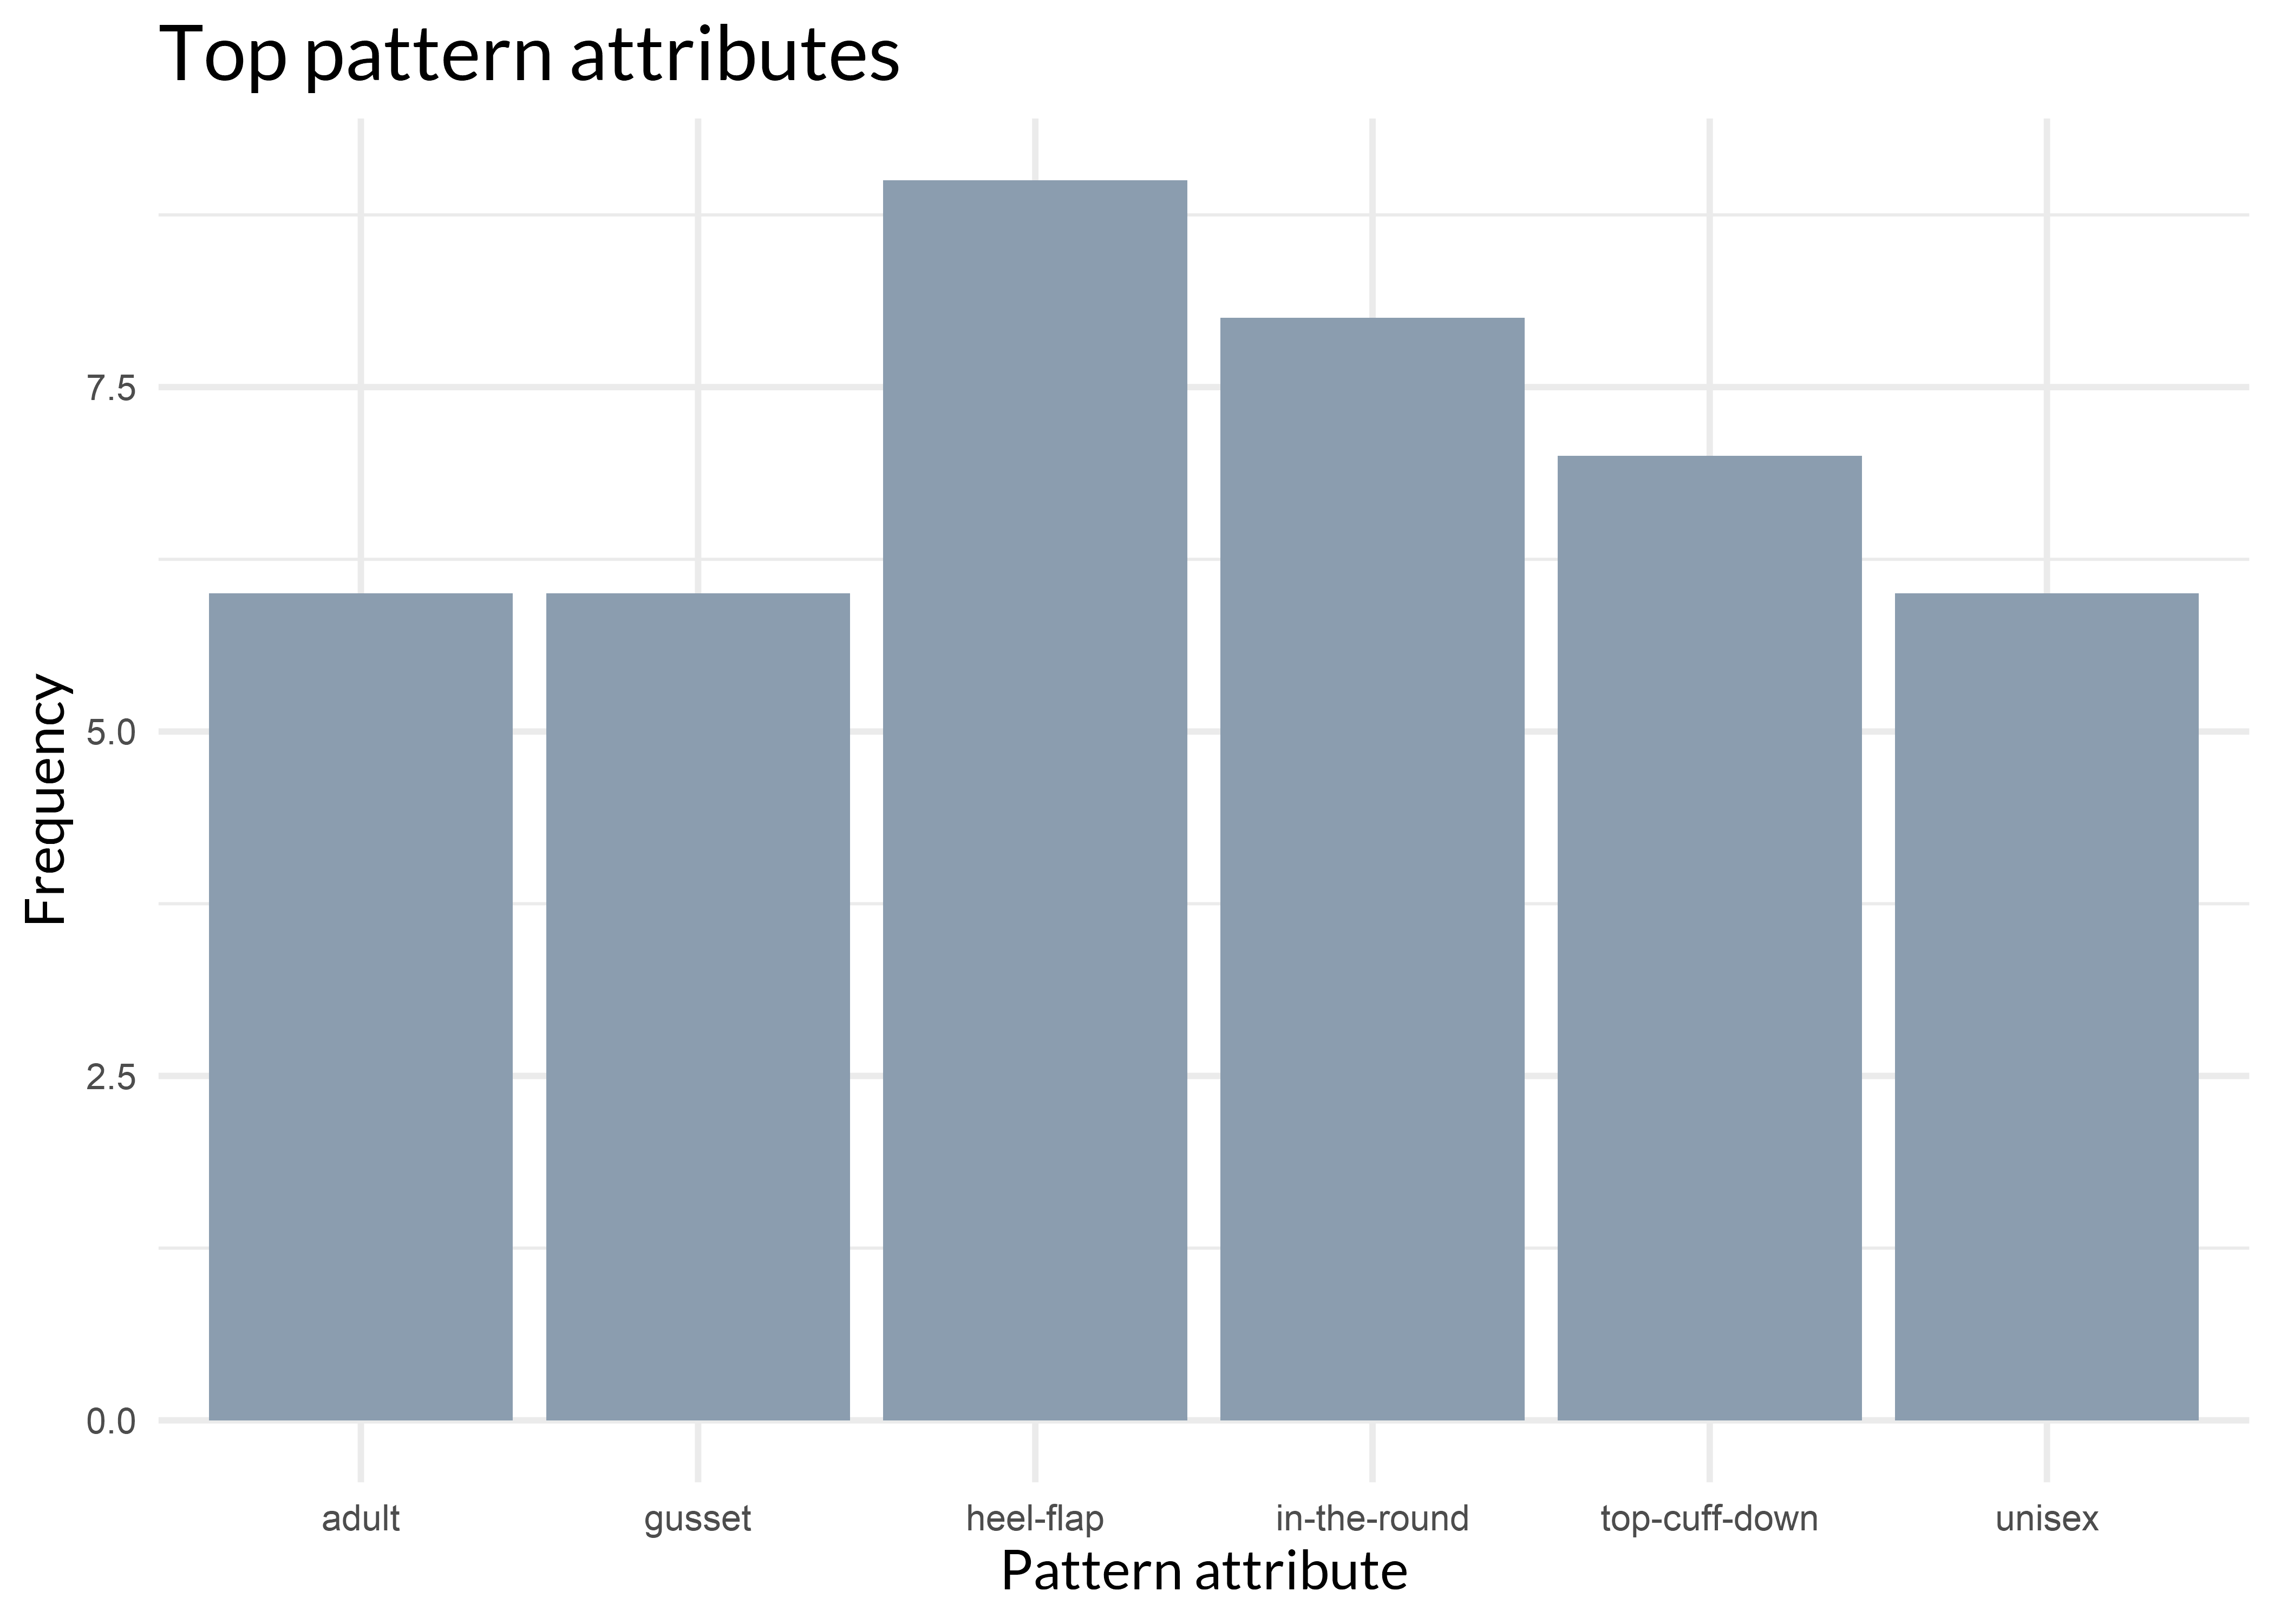 Top pattern attributes
Frequency
7.5
5.0
2.5
0.0
adult gusset heel-flap in-the-round top-cuff-down unisex
Pattern attribute